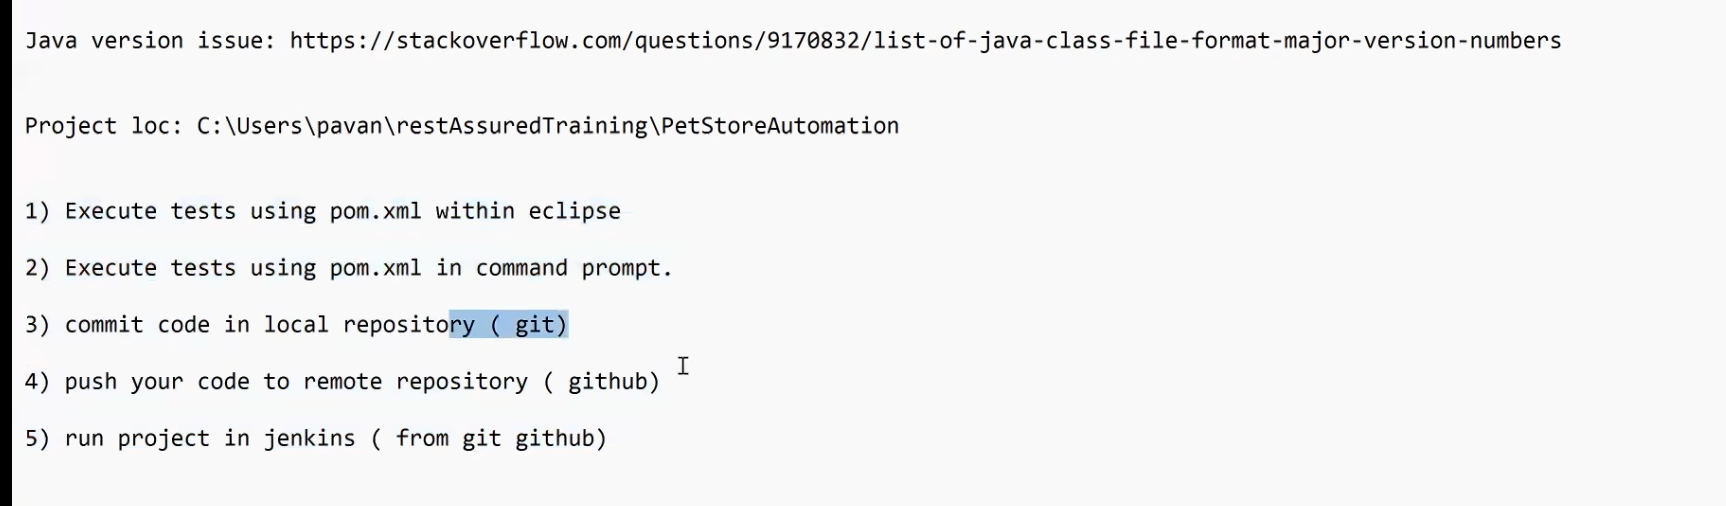 Java version issue: https://stackoverflow.com/questions/9170832/list-of-java-class-file-format-major-version-numbers
Project loc: C:\Users\pavan\restAssuredTraining\PetStoreAutomation
1) Execute tests using pom.xml within eclipse
2) Execute tests using pom.xml in command prompt.
3) commit code in local repository ( git)
4) push your code to remote repository ( github)
5) run project in jenkins ( from git github)